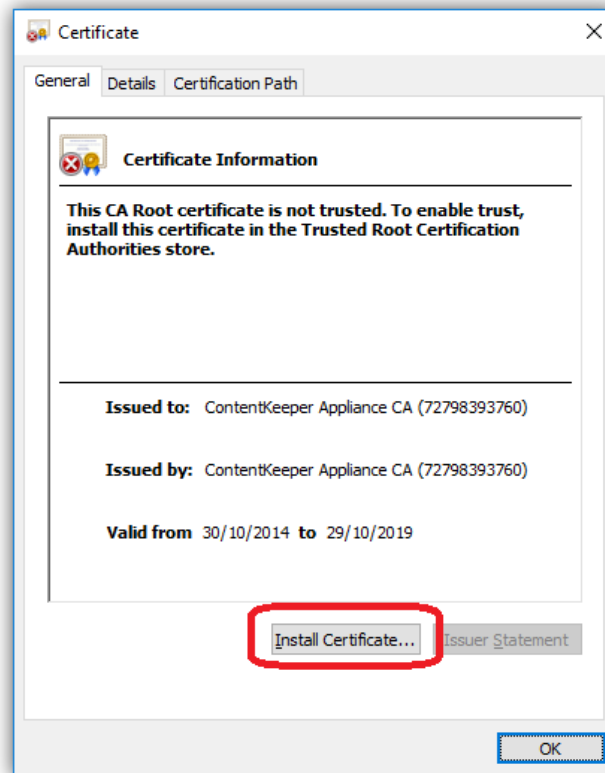 Certificate
General Details Certification Path
Certificate Information
This CA Root certificate is not trusted. To enable trust,
install this certificate in the Trusted Root Certification
Authorities store.
Issued to: ContentKeeper Appliance CA (72798393760)
Issued by: ContentKeeper Appliance CA (72798393760)
Valid from 30/10/2014 to 29/10/2019
Install Certificate... Issuer Statement
OK